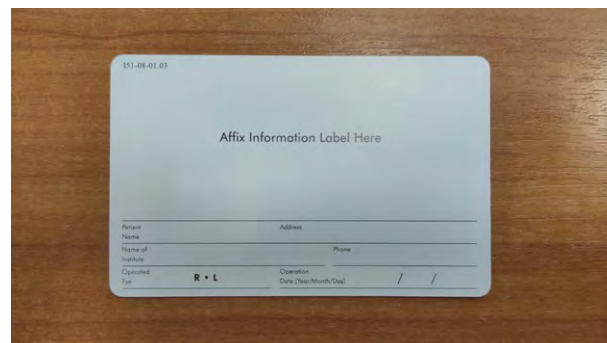 151-08-01.03
Affix Information Label Here
Patient Name Address
Name of Institute Phone
Operated Eye R • L Operation Date (Year/Month/Day) / /